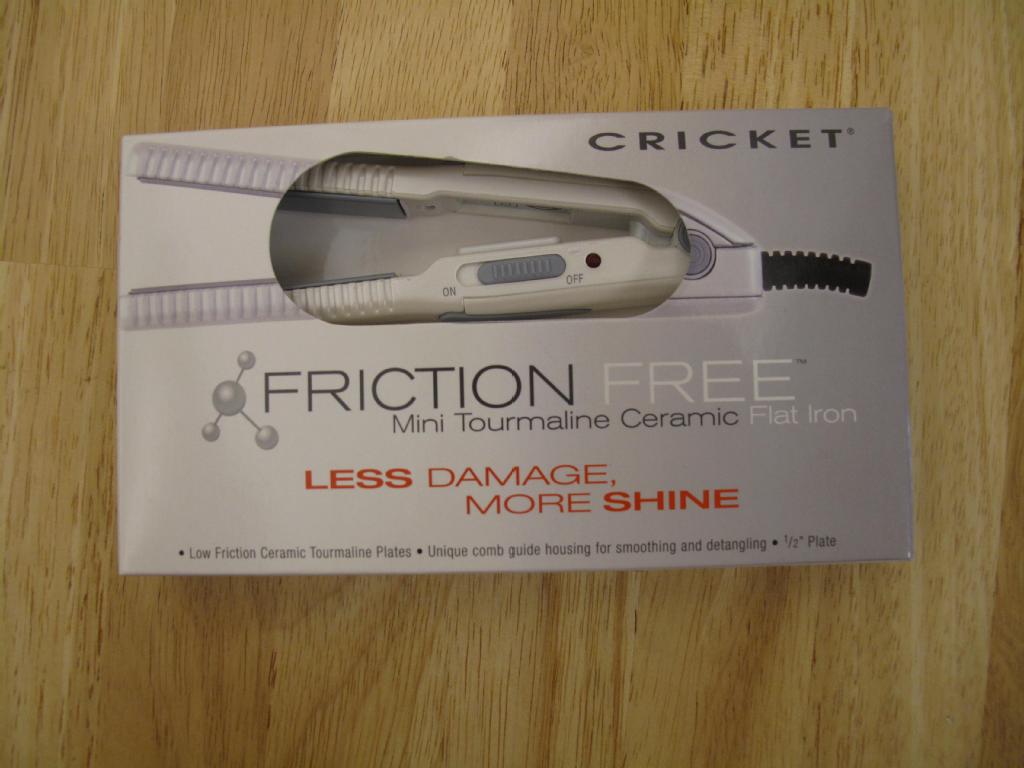 CRICKET®
ON
OFF
FRICTION FREE™
Mini Tourmaline Ceramic Flat Iron
LESS DAMAGE,
MORE SHINE
• Low Friction Ceramic Tourmaline Plates • Unique comb guide housing for smoothing and detangling • 1/2" Plate